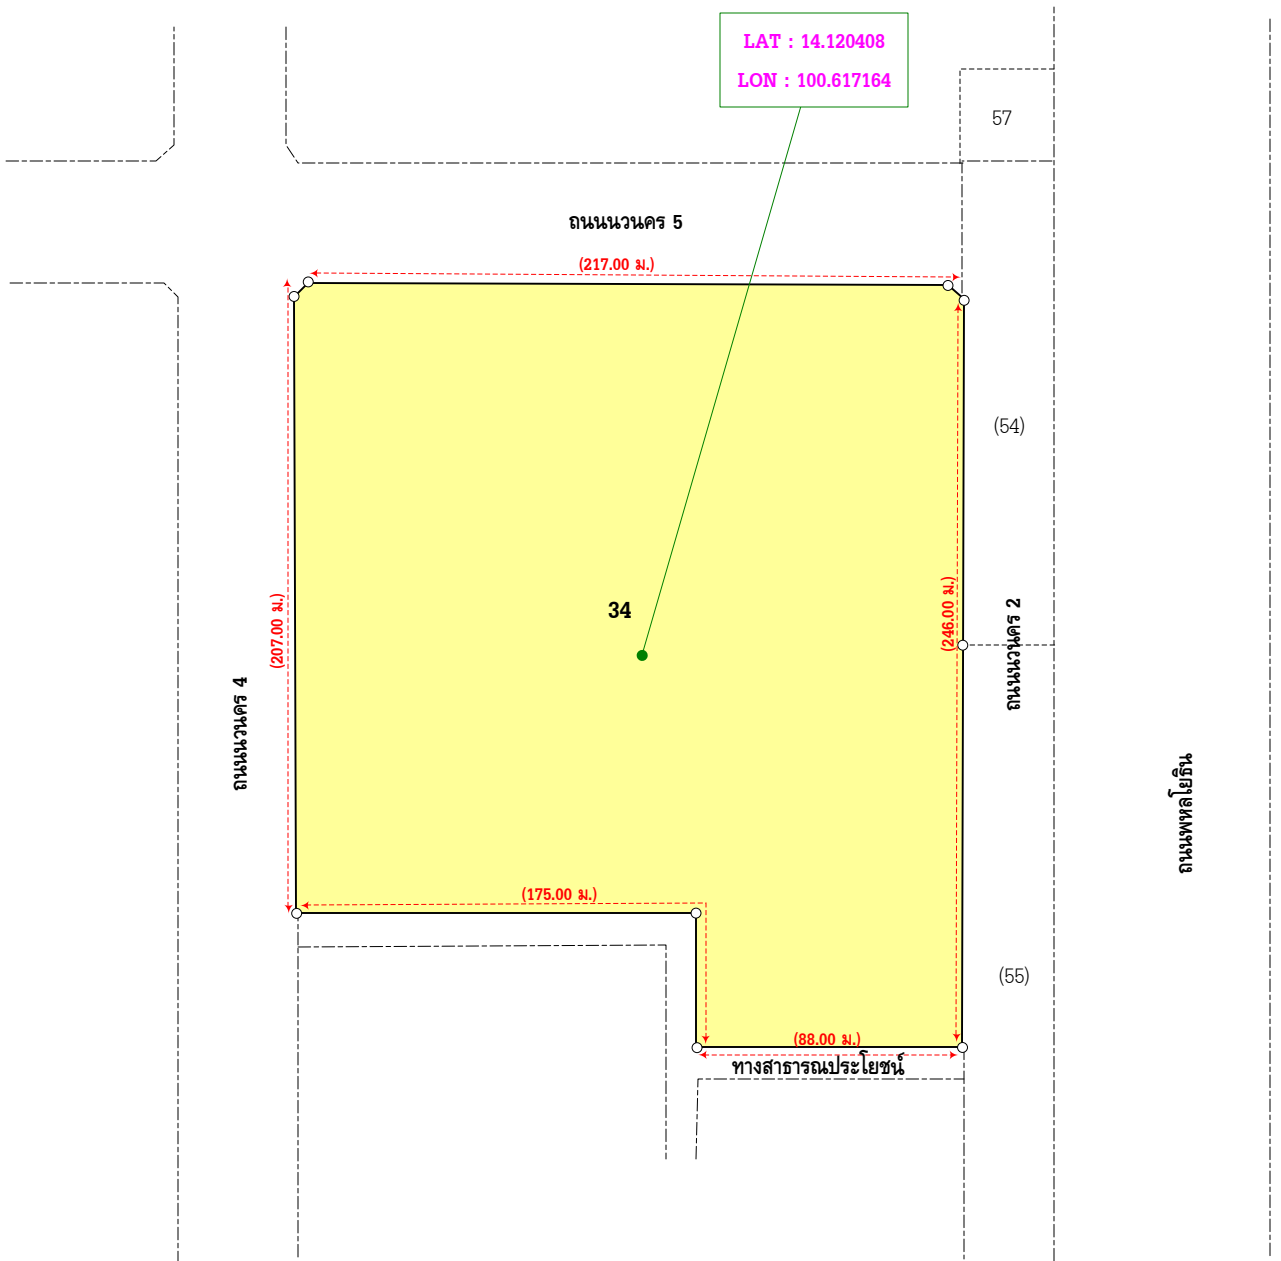 LAT : 14.120408
LON : 100.617164
57
ถนนนวนคร 5
(217.00 ม.)
(54)
34
(207.00 ม.)
(246.00 ม.)
ถนนนวนคร 2
ถนนนวนคร 4
ถนนพหลโยธิน
(175.00 ม.)
(55)
(88.00 ม.)
ทางสาธารณประโยชน์